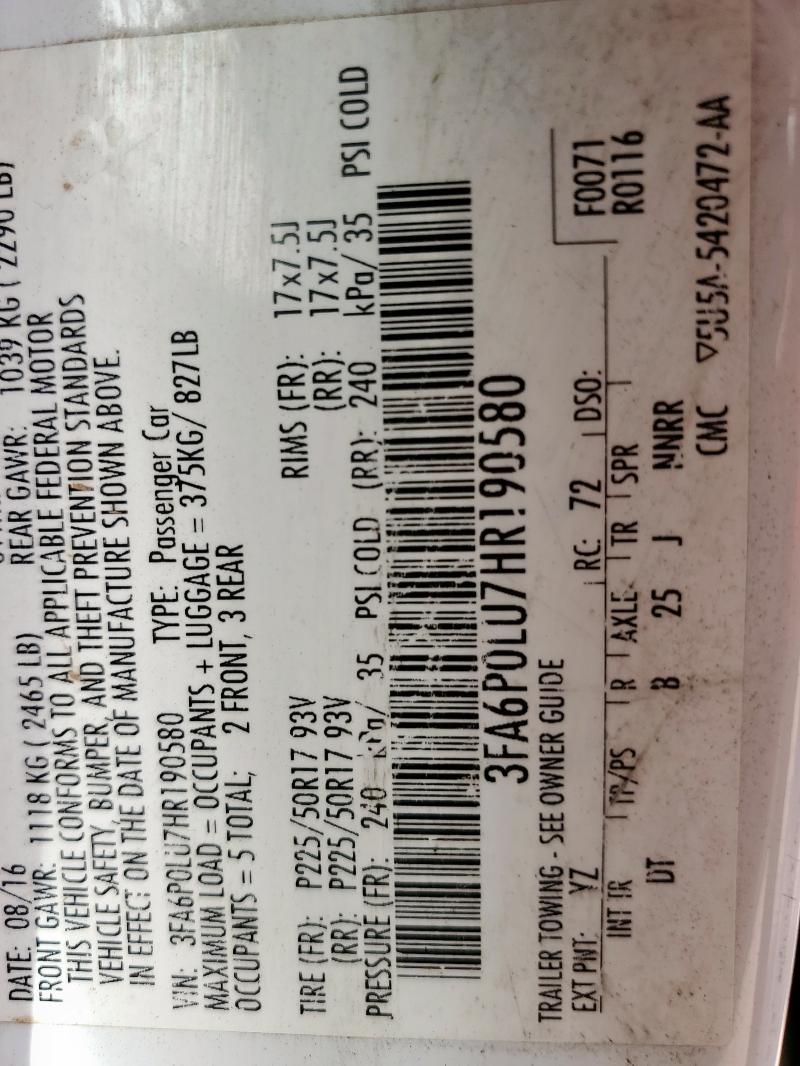 DATE: 08/16
FRONT GAWR: 1118 KG ( 2465 LB) REAR GAWR: 1039 KG ( 2290 LB)
THIS VEHICLE CONFORMS TO ALL APPLICABLE FEDERAL MOTOR
VEHICLE SAFETY, BUMPER, AND THEFT PREVENTION STANDARDS
IN EFFECT ON THE DATE OF MANUFACTURE SHOWN ABOVE.
VIN: 3FA6P0LU7HR190580 TYPE: Passenger Car
MAXIMUM LOAD = OCCUPANTS + LUGGAGE = 375KG/ 827LB
OCCUPANTS = 5 TOTAL; 2 FRONT, 3 REAR
TIRE (FR): P225/50R17 93V RIMS (FR): 17x7.5J
(RR): P225/50R17 93V (RR): 17x7.5J
PRESSURE (FR): 240 kPa/ 35 PSI COLD (RR): 240 kPa/ 35 PSI COLD
3FA6P0LU7HR190580
TRAILER TOWING - SEE OWNER GUIDE
EXT PNT: YZ RC: 72 DSO: F0071
R0116
INT TR TP/PS R AXLE TR SPR
DT B 25 J NNRR
CMC ▽5U5A-5420472-AA